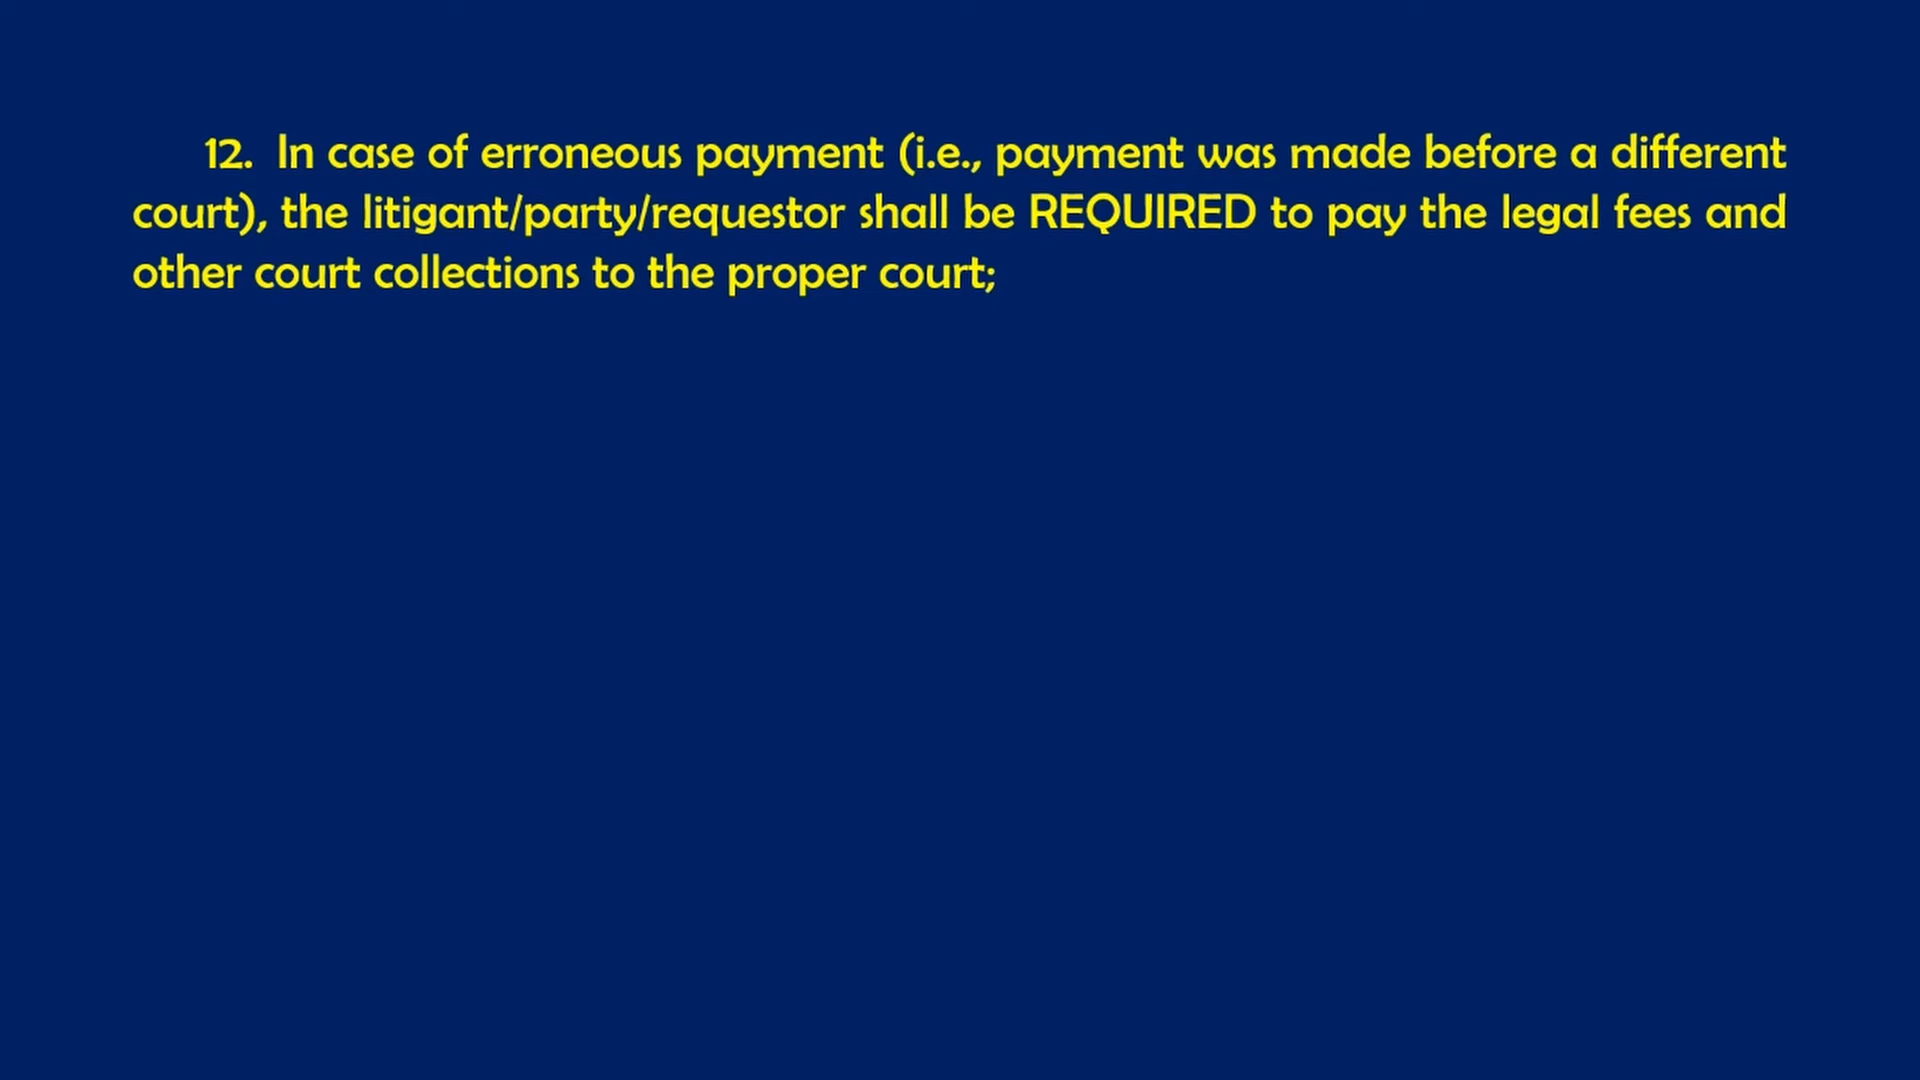 12. In case of erroneous payment (i.e., payment was made before a different
court), the litigant/party/requestor shall be REQUIRED to pay the legal fees and
other court collections to the proper court;